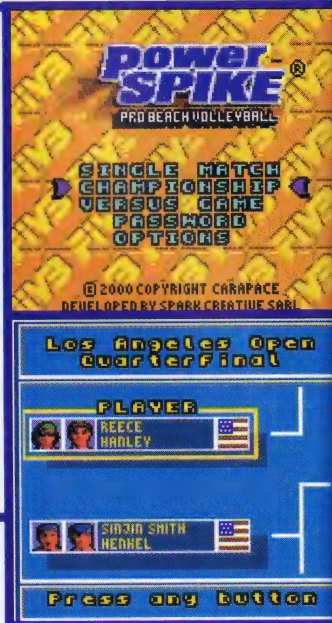 Power
SPIKE®
PRO BEACH VOLLEYBALL
SINGLE MATCH
CHAMPIONSHIP
VERSUS GAME
PASSWORD
OPTIONS
© 2000 COPYRIGHT CARAPACE
DEVELOPED BY SPARK CREATIVE SARL
Los Angeles Open
QuarterFinal
PLAYER
REECE
HANLEY
SINJIN SMITH
HENKEL
Press any button